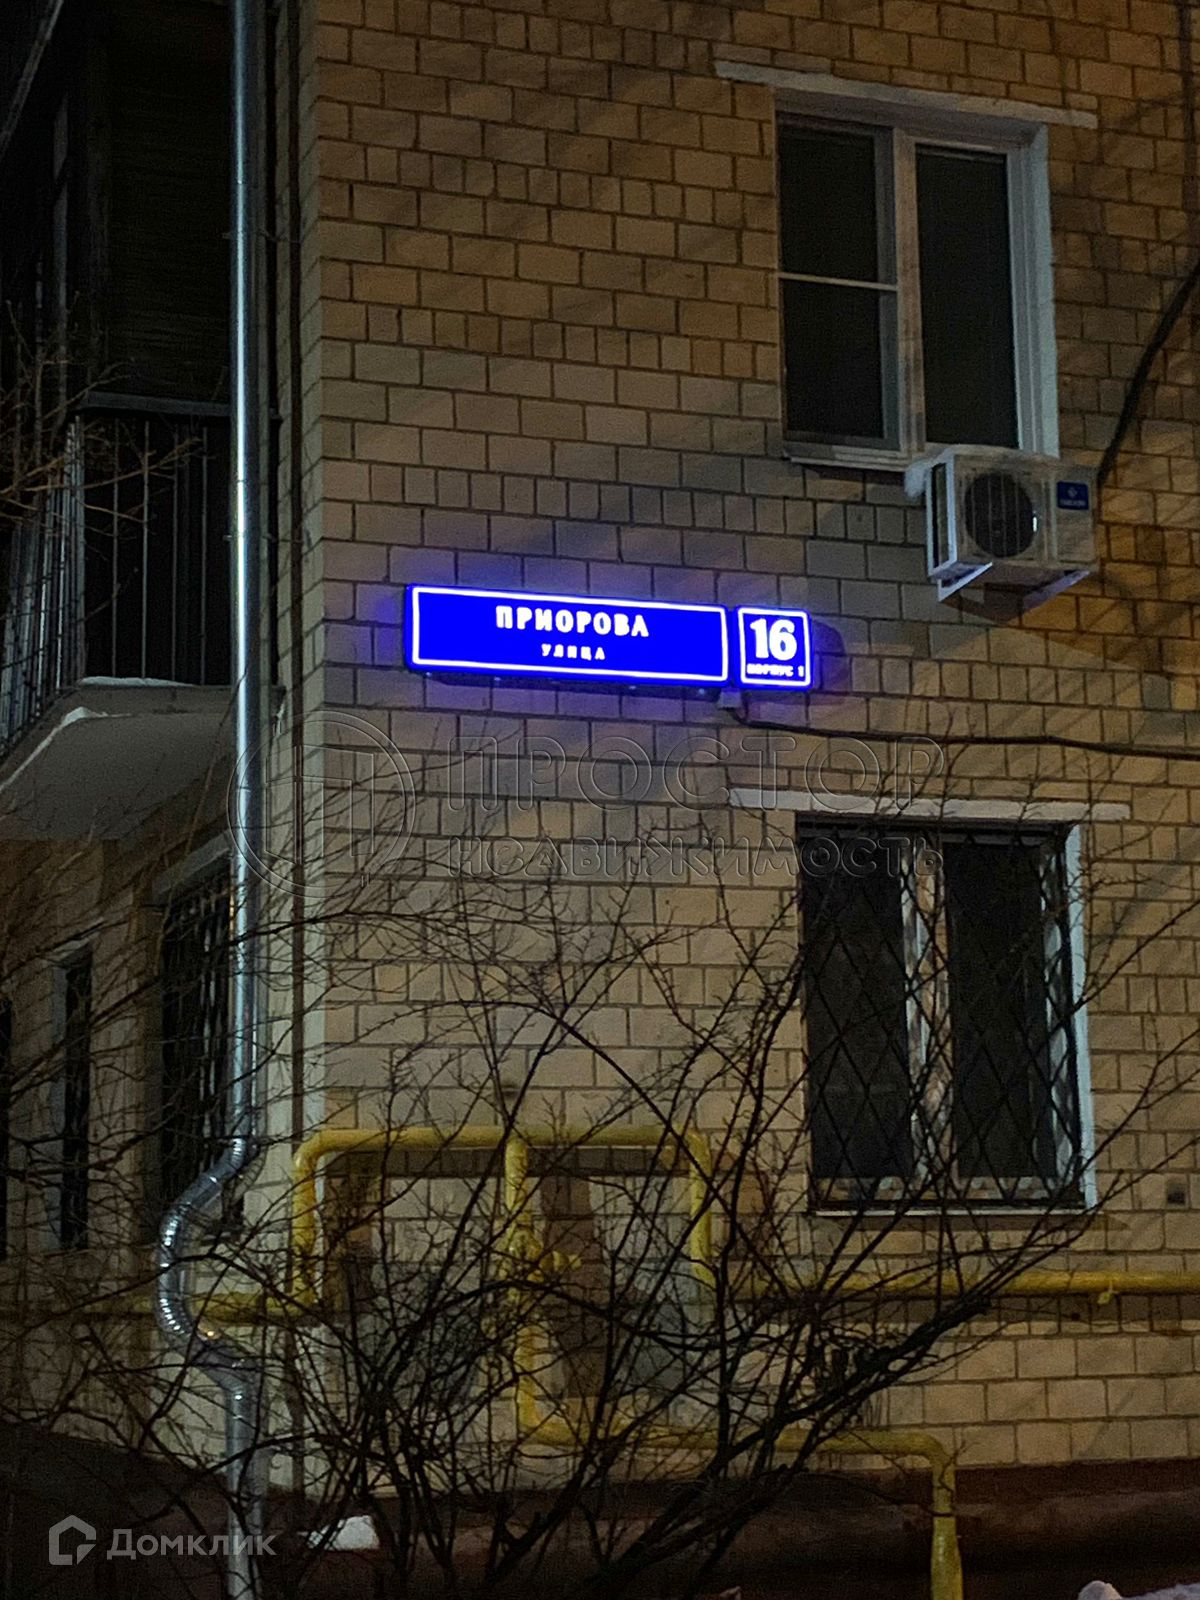 ПРИОРОВА
УЛИЦА
16
КОРПУС 1
ПРОСТОР
НЕДВИЖИМОСТЬ
Домклик